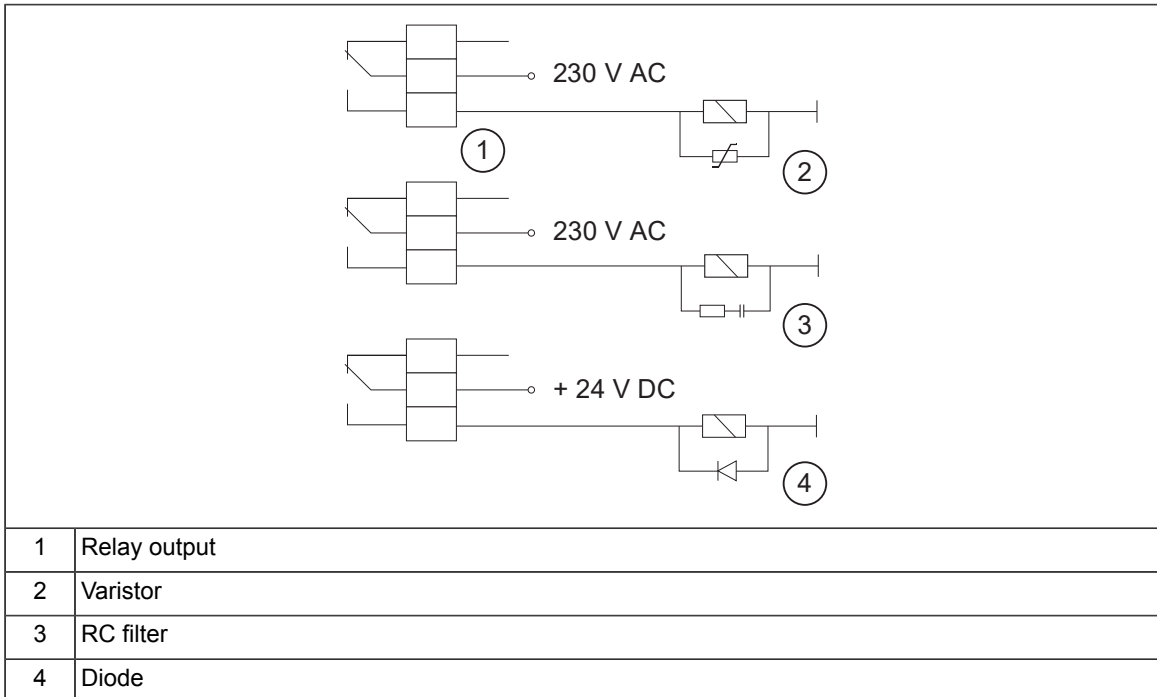 230 V AC
1
2
230 V AC
3
+ 24 V DC
4
1 Relay output
2 Varistor
3 RC filter
4 Diode